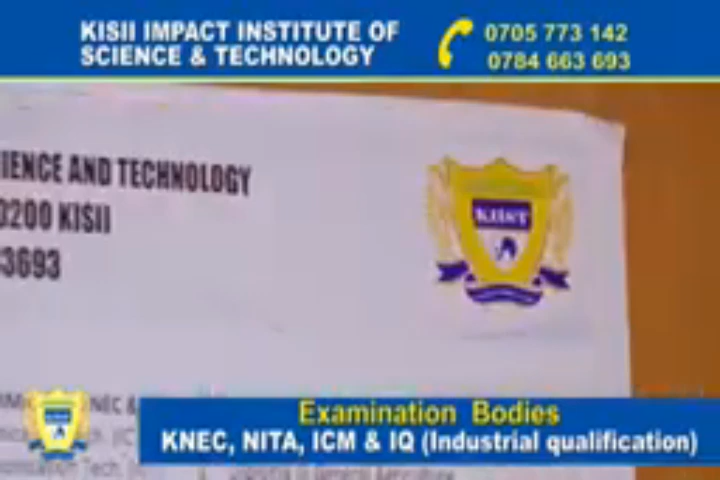 KISII IMPACT INSTITUTE OF
SCIENCE & TECHNOLOGY
0705 773 142
0784 663 693
IENCE AND TECHNOLOGY
0200 KISII
3693
KIIST
NEC &
Examination Bodies
KNEC, NITA, ICM & IQ (Industrial qualification)